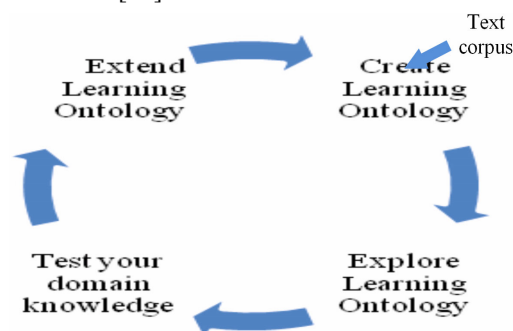 Text
corpus
Extend
Learning
Ontology
Create
Learning
Ontology
Test your
domain
knowledge
Explore
Learning
Ontology